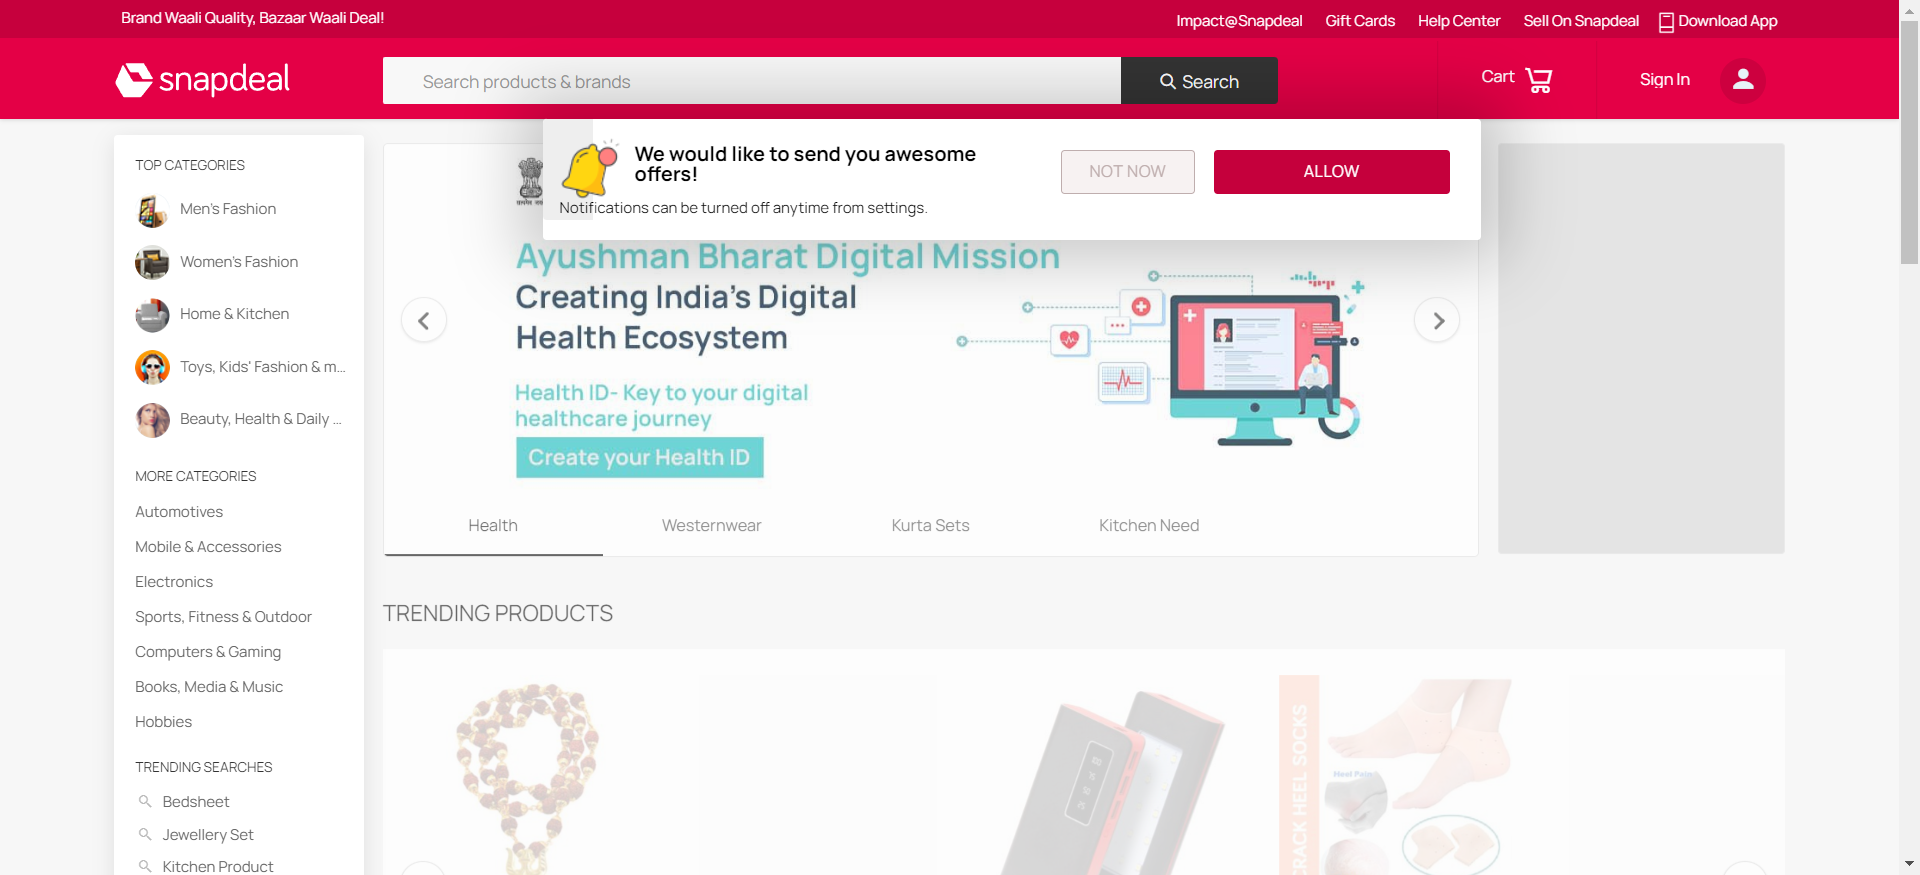 Brand Waali Quality, Bazaar Waali Deal!
Impact@Snapdeal Gift Cards Help Center Sell On Snapdeal Download App
snapdeal
Search products & brands
Search
Cart
Sign In
We would like to send you awesome
offers!
Notifications can be turned off anytime from settings.
NOT NOW
ALLOW
TOP CATEGORIES
Men's Fashion
Women's Fashion
Home & Kitchen
Toys, Kids' Fashion & m...
Beauty, Health & Daily ...
MORE CATEGORIES
Automotives
Mobile & Accessories
Electronics
Sports, Fitness & Outdoor
Computers & Gaming
Books, Media & Music
Hobbies
TRENDING SEARCHES
Bedsheet
Jewellery Set
Kitchen Product
Ayushman Bharat Digital Mission
Creating India's Digital
Health Ecosystem
Health ID- Key to your digital
healthcare journey
Create your Health ID
Health Westernwear Kurta Sets Kitchen Need
TRENDING PRODUCTS
CRACK HEEL SOCKS
Heel Pain